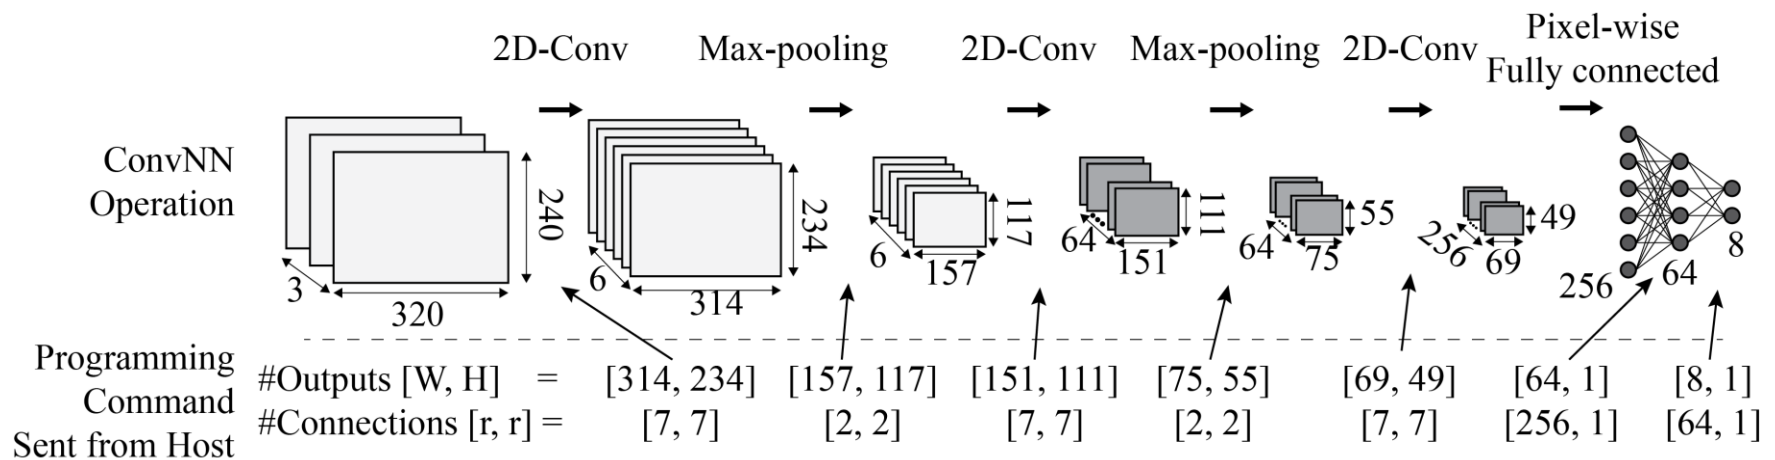 2D-Conv Max-pooling 2D-Conv Max-pooling 2D-Conv Pixel-wise
Fully connected
ConvNN
Operation
3
320
240
6
314
234
6
157
117
64
151
111
64
75
55
256
69
49
256
64
8
Programming
Command
Sent from Host
#Outputs [W, H] = [314, 234] [157, 117] [151, 111] [75, 55] [69, 49] [64, 1] [8, 1]
#Connections [r, r] = [7, 7] [2, 2] [7, 7] [2, 2] [7, 7] [256, 1] [64, 1]